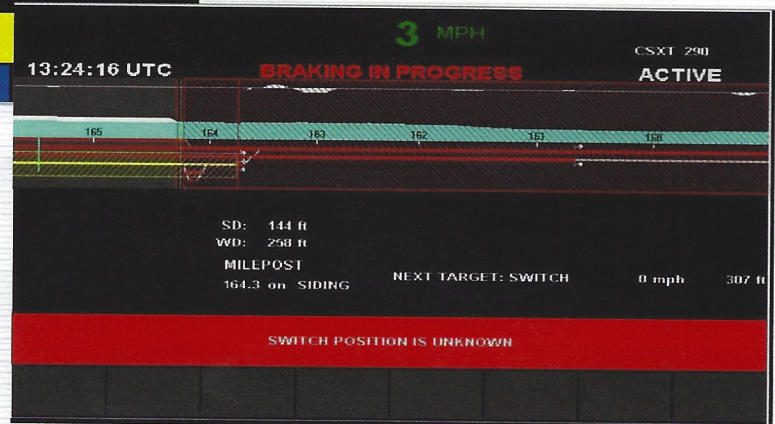 3 MPH
CSXT 290
13:24:16 UTC BRAKING IN PROGRESS ACTIVE
165 164 163 162 161 160
SD: 144 ft
WD: 258 ft
MILEPOST
164.3 on SIDING
NEXT TARGET: SWITCH 0 mph 307 ft
SWITCH POSITION IS UNKNOWN